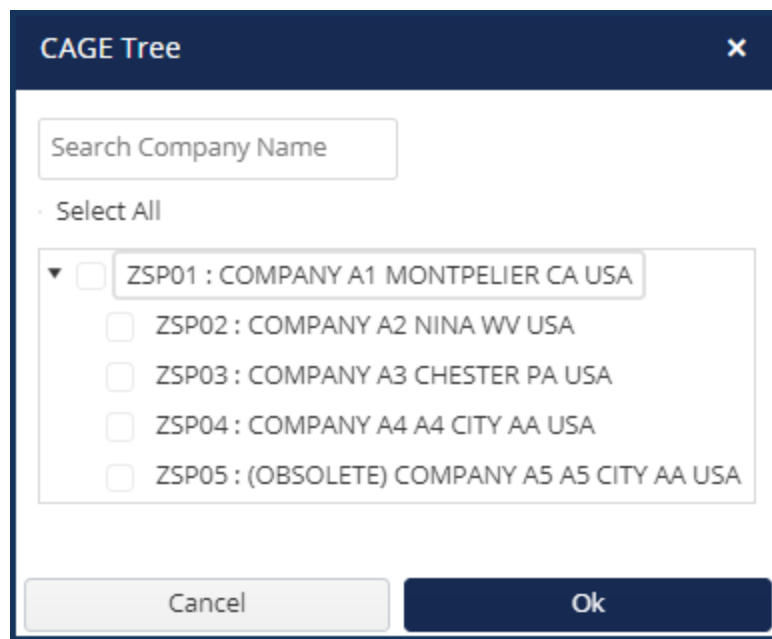 CAGE Tree
Search Company Name
Select All
ZSP01 : COMPANY A1 MONTPELIER CA USA
ZSP02 : COMPANY A2 NINA WV USA
ZSP03 : COMPANY A3 CHESTER PA USA
ZSP04 : COMPANY A4 A4 CITY AA USA
ZSP05 : (OBSOLETE) COMPANY A5 A5 CITY AA USA
Cancel Ok